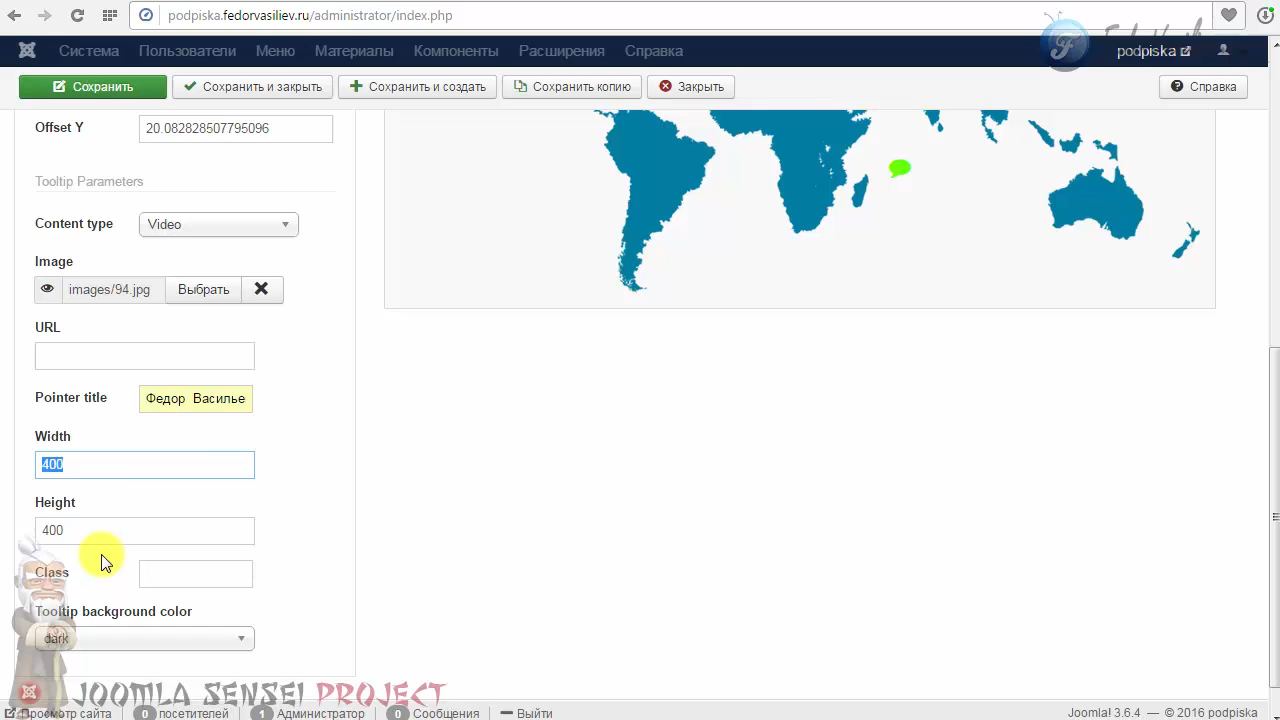 podpiska.fedorvasiliev.ru/administrator/index.php
Система Пользователи Меню Материалы Компоненты Расширения Справка podpiska
Сохранить Сохранить и закрыть Сохранить и создать Сохранить копию Закрыть Справка
Offset Y 20.082828507795096
Tooltip Parameters
Content type Video
Image
images/94.jpg Выбрать
URL
Pointer title Федор Василье
Width
400
Height
400
Class
Tooltip background color
dark
JOOMLA SENSEI PROJECT
Просмотр сайта 0 посетителей 1 Администратор 0 Сообщения Выйти Joomla! 3.6.4 — © 2016 podpiska